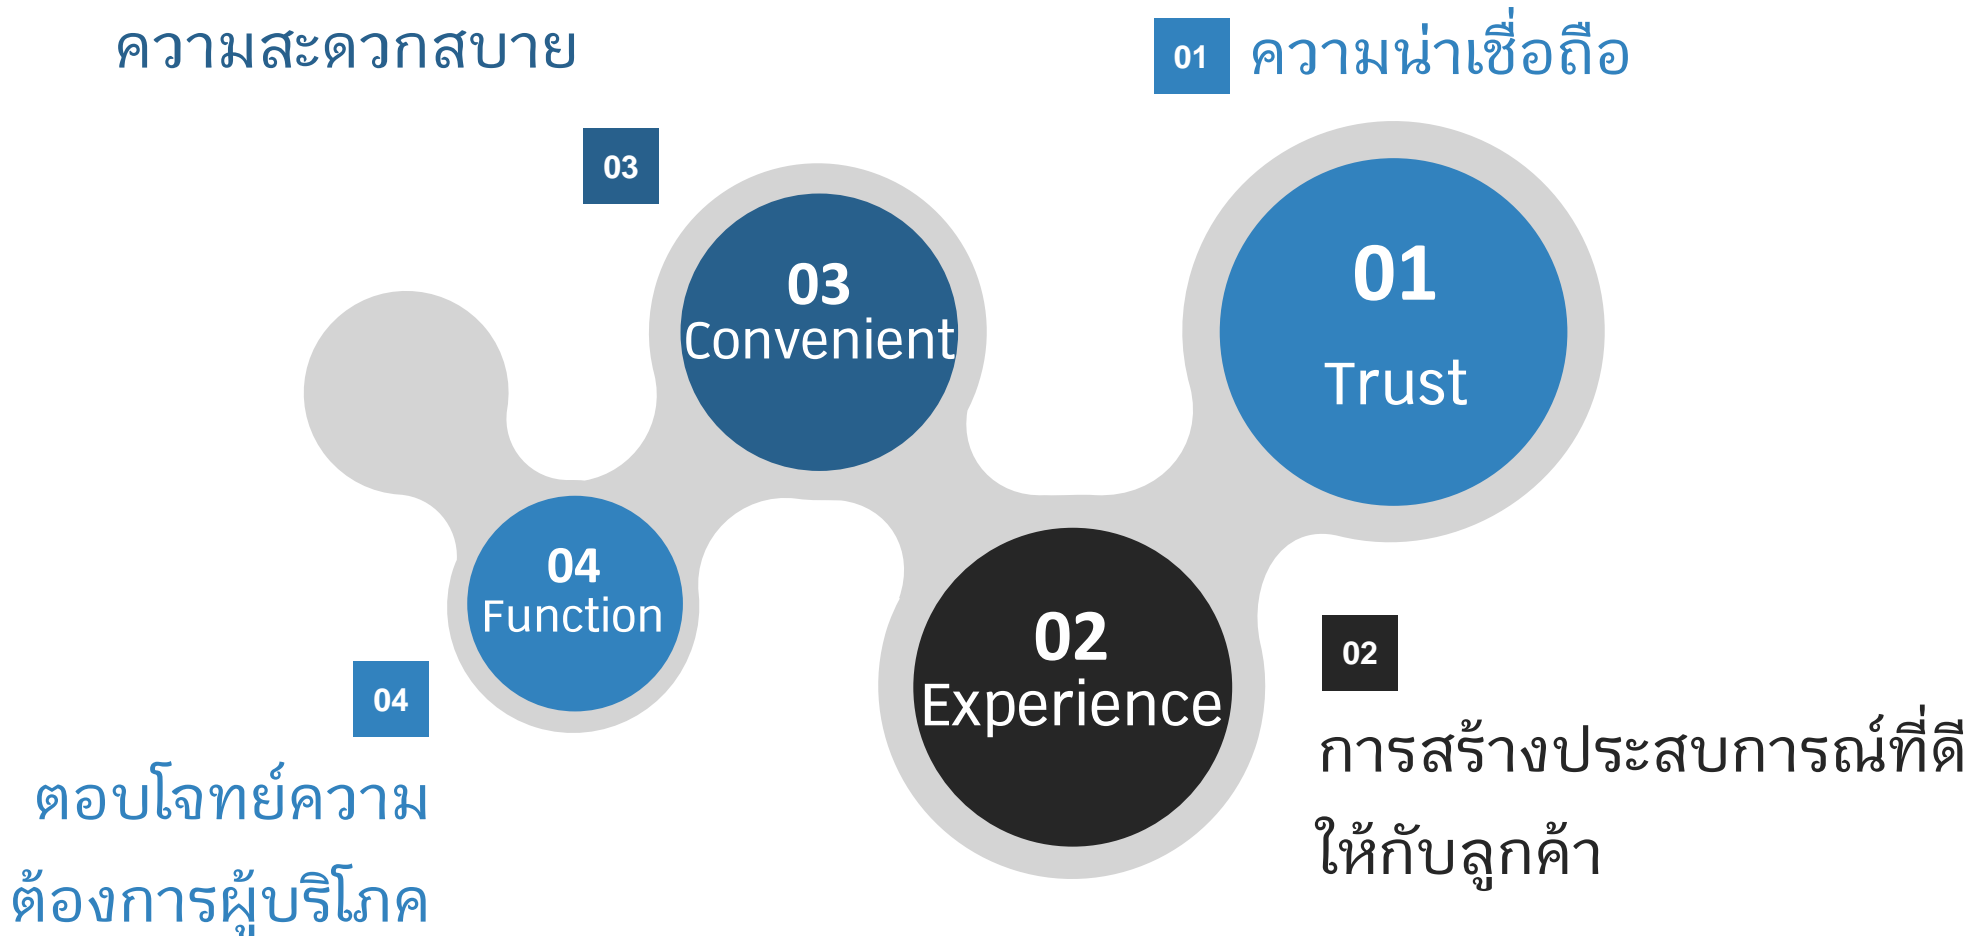 ความสะดวกสบาย
01 ความน่าเชื่อถือ
03
03
Convenient
01
Trust
04
Function
02
Experience
04
ตอบโจทย์ความ
ต้องการผู้บริโภค
02
การสร้างประสบการณ์ที่ดี
ให้กับลูกค้า